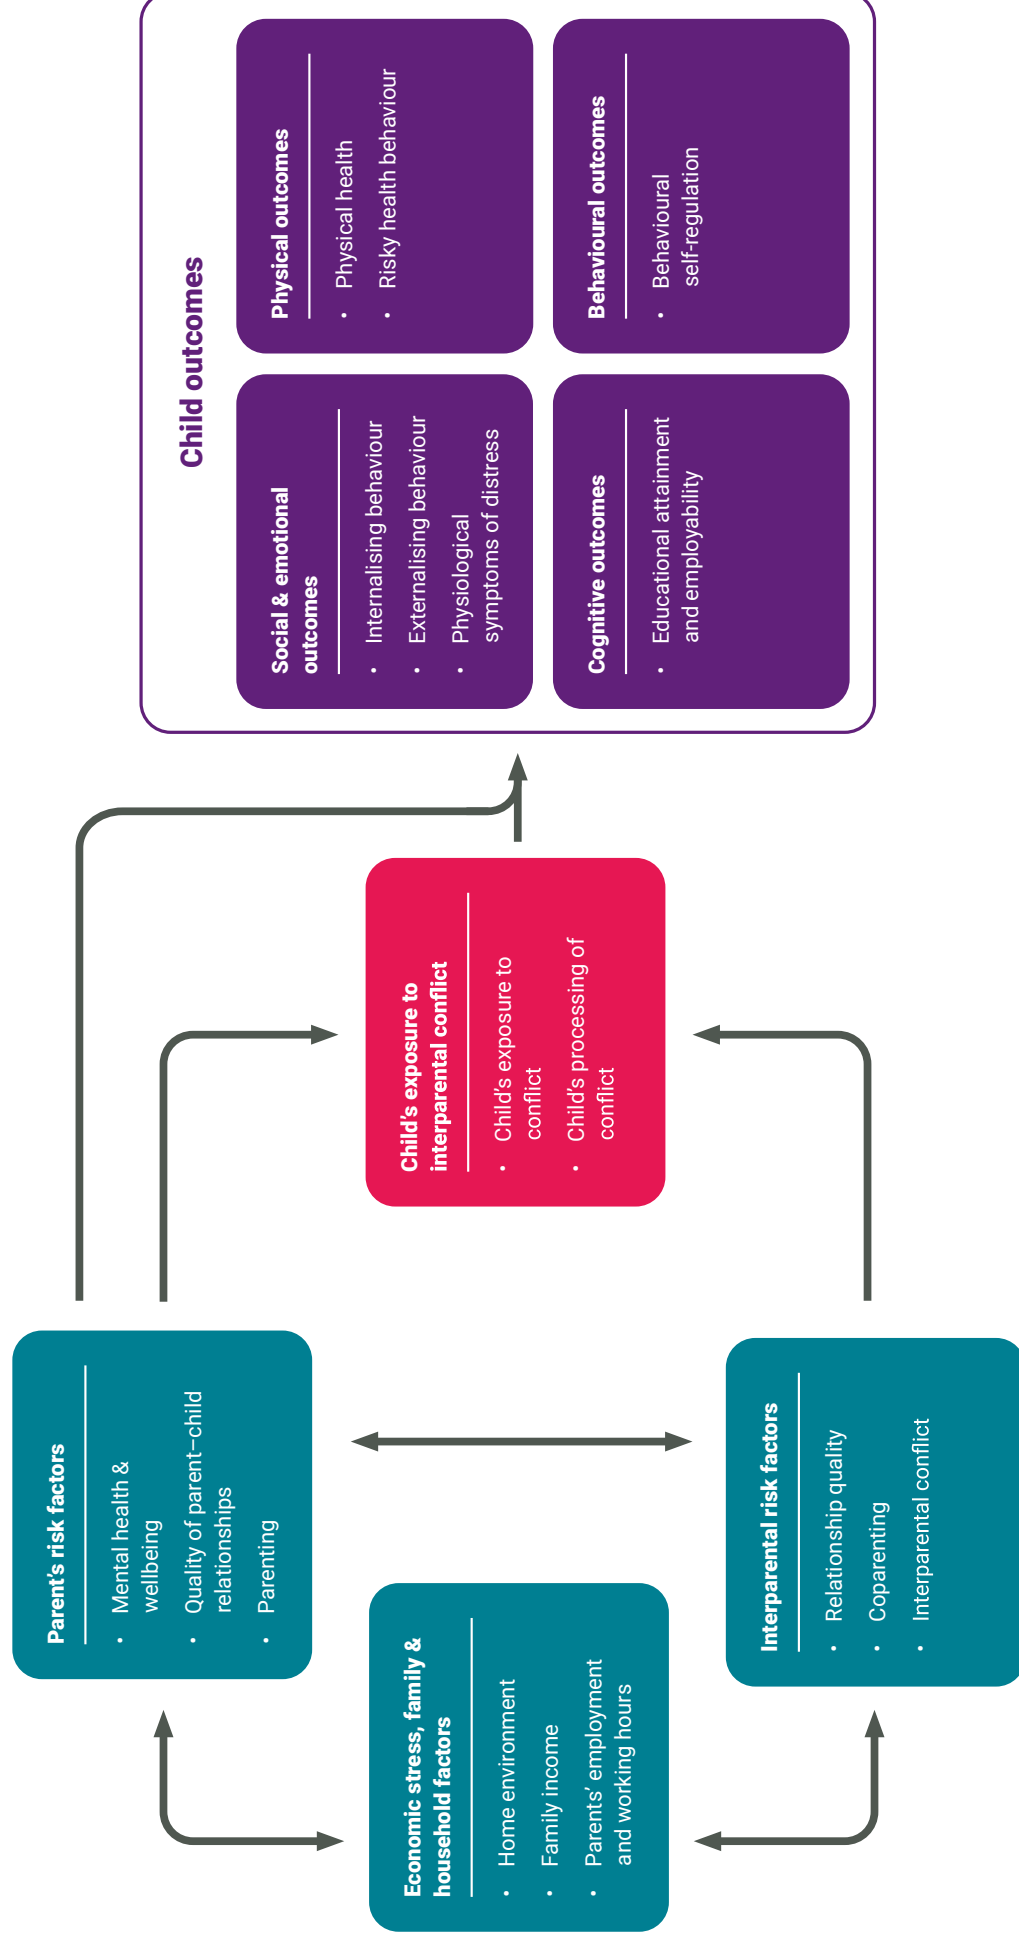 Parent’s risk factors
• Mental health &
wellbeing
• Quality of parent–child
relationships
• Parenting
Economic stress, family &
household factors
• Home environment
• Family income
• Parents’ employment
and working hours
Interparental risk factors
• Relationship quality
• Coparenting
• Interparental conflict
Child’s exposure to
interparental conflict
• Child’s exposure to
conflict
• Child’s processing of
conflict
Child outcomes
Social & emotional
outcomes
• Internalising behaviour
• Externalising behaviour
• Physiological
symptoms of distress
Physical outcomes
• Physical health
• Risky health behaviour
Cognitive outcomes
• Educational attainment
and employability
Behavioural outcomes
• Behavioural
self-regulation